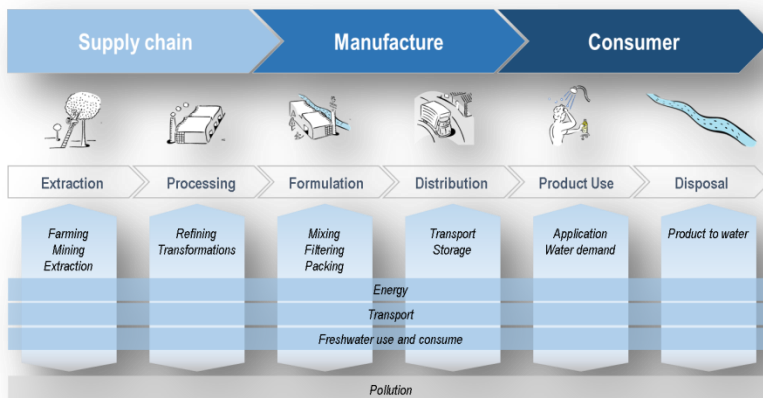 Supply chain
Manufacture
Consumer
Extraction
Processing
Formulation
Distribution
Product Use
Disposal
Farming
Mining
Extraction
Refining
Transformations
Mixing
Filtering
Packing
Transport
Storage
Application
Water demand
Product to water
Energy
Transport
Freshwater use and consume
Pollution